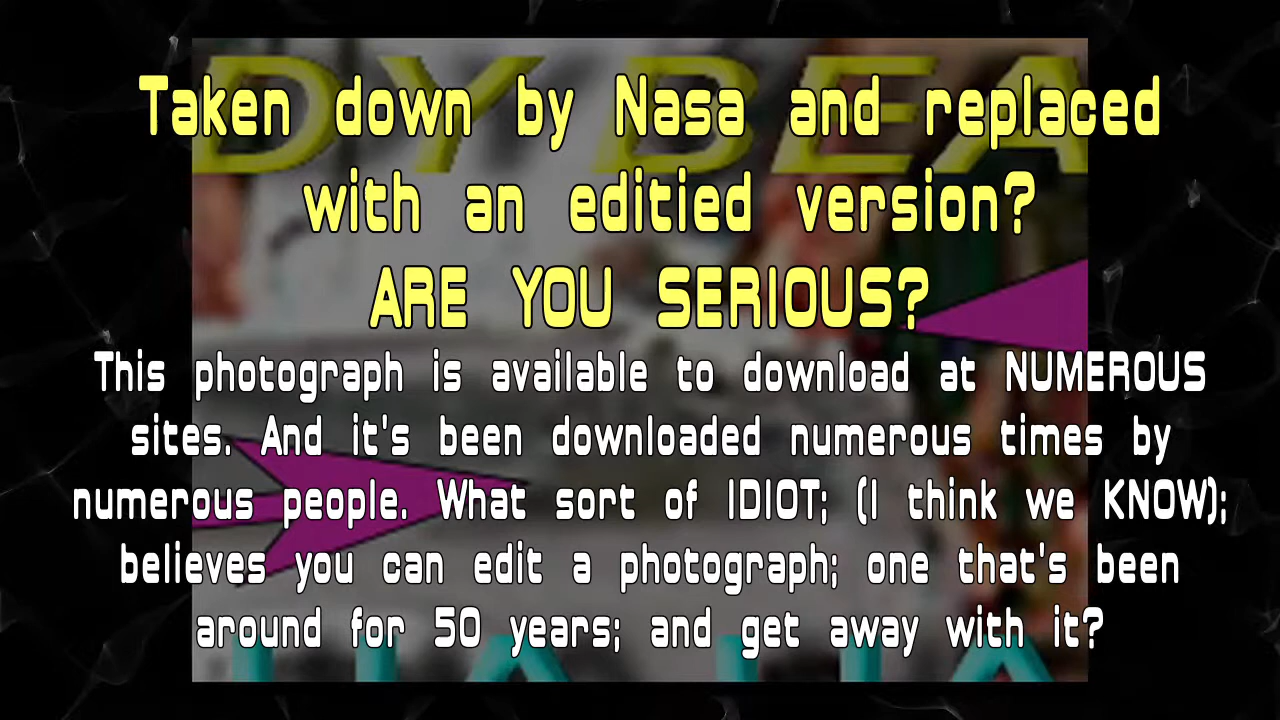 DY BEA
Taken down by Nasa and replaced
with an editied version?
ARE YOU SERIOUS?
This photograph is available to download at NUMEROUS
sites. And it's been downloaded numerous times by
numerous people. What sort of IDIOT; (I think we KNOW);
believes you can edit a photograph; one that's been
around for 50 years; and get away with it?